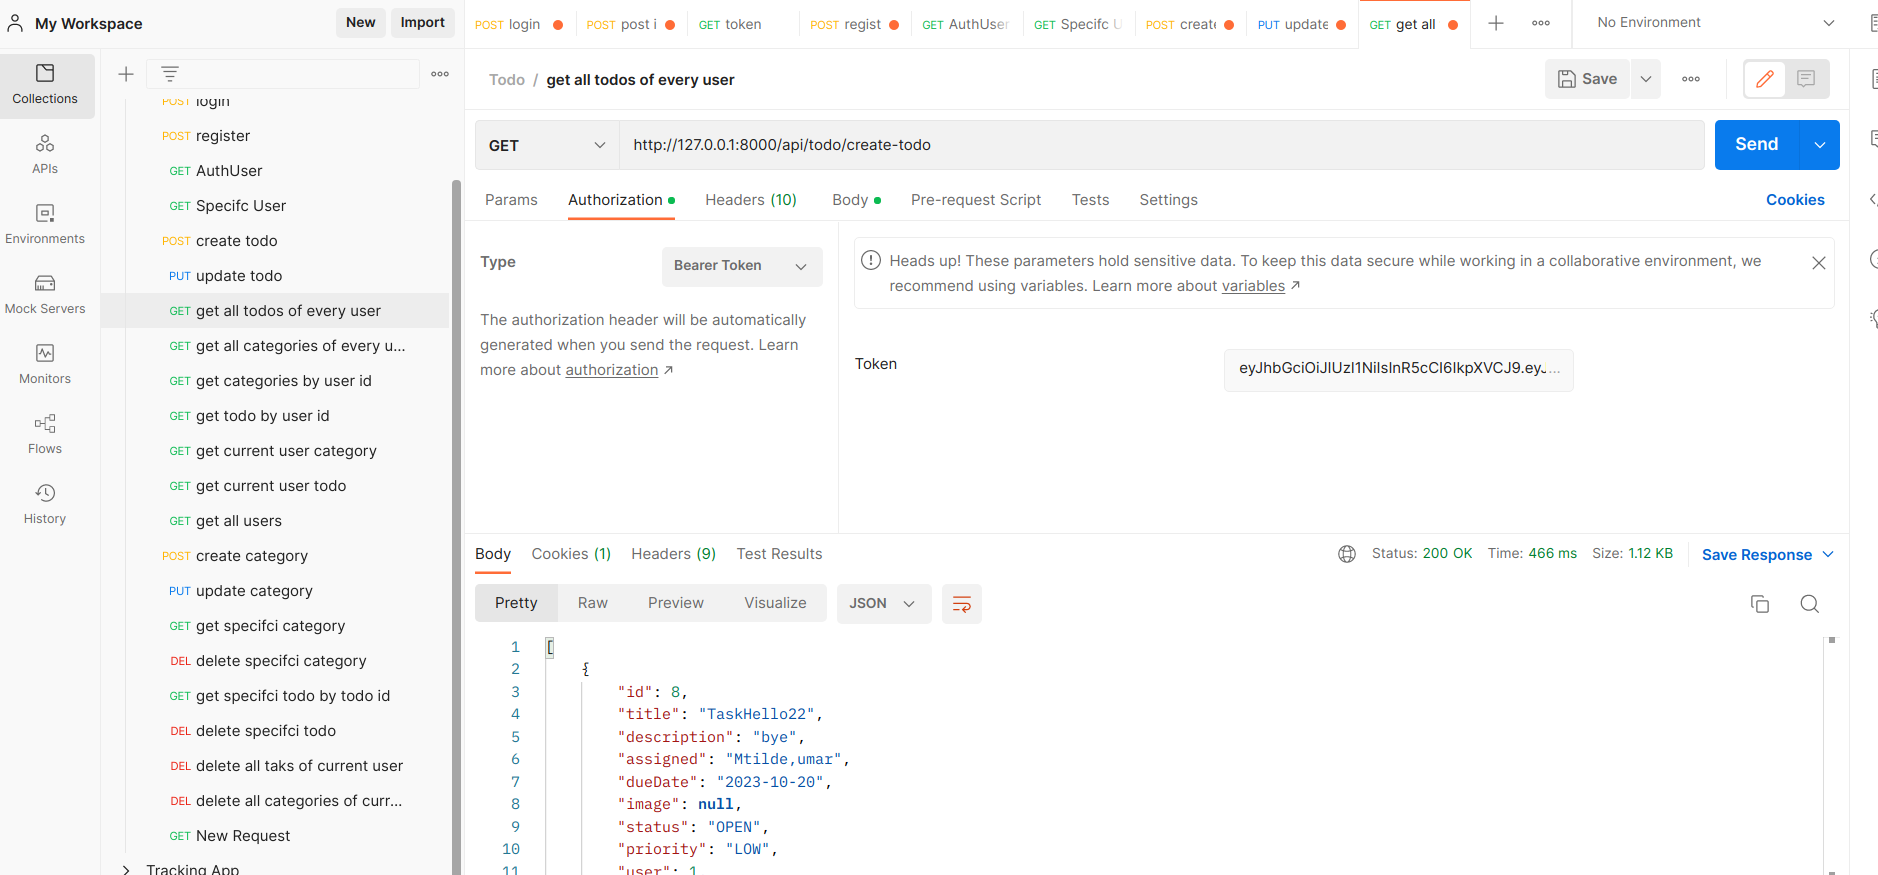 My Workspace
New
Import
POST login
POST post i
GET token
POST regist
GET AuthUser
GET Specifc U
POST create
PUT update
GET get all
No Environment
Collections
APIs
Environments
Mock Servers
Monitors
Flows
History
POST login
POST register
GET AuthUser
GET Specifc User
POST create todo
PUT update todo
GET get all todos of every user
GET get all categories of every u...
GET get categories by user id
GET get todo by user id
GET get current user category
GET get current user todo
GET get all users
POST create category
PUT update category
GET get specifci category
DEL delete specifci category
GET get specifci todo by todo id
DEL delete specifci todo
DEL delete all taks of current user
DEL delete all categories of curr...
GET New Request
Tracking App
Todo / get all todos of every user
Save
GET
http://127.0.0.1:8000/api/todo/create-todo
Send
Params
Authorization
Headers (10)
Body
Pre-request Script
Tests
Settings
Cookies
Type
Bearer Token
The authorization header will be automatically
generated when you send the request. Learn
more about authorization ↗
Heads up! These parameters hold sensitive data. To keep this data secure while working in a collaborative environment, we
recommend using variables. Learn more about variables ↗
Token
Body
Cookies (1)
Headers (9)
Test Results
Status: 200 OK
Time: 466 ms
Size: 1.12 KB
Save Response
Pretty
Raw
Preview
Visualize
JSON
1 [
2 {
3 "id": 8,
4 "title": "TaskHello22",
5 "description": "bye",
6 "assigned": "Mtilde,umar",
7 "dueDate": "2023-10-20",
8 "image": null,
9 "status": "OPEN",
10 "priority": "LOW",
11 "user": 1